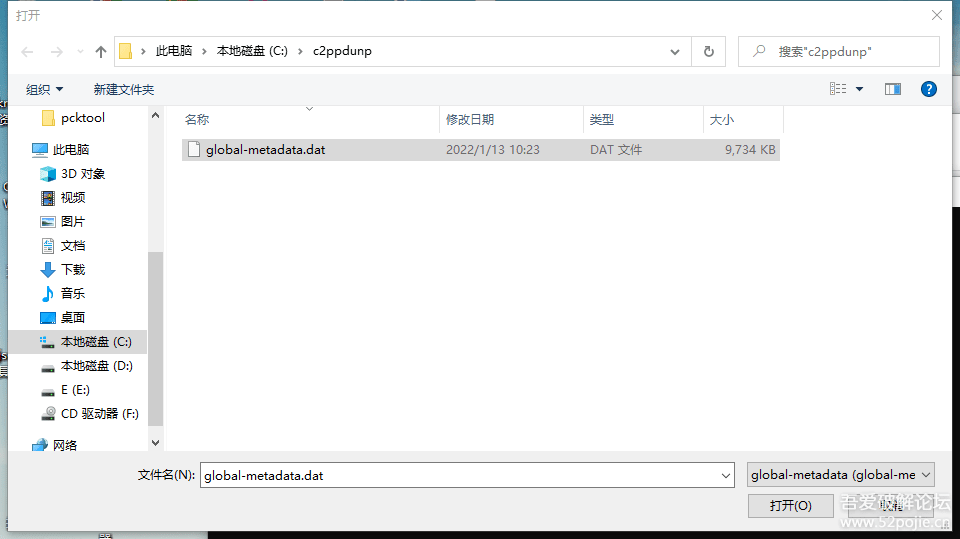 打开
此电脑 › 本地磁盘 (C:) › c2ppdunp
搜索"c2ppdunp"
组织
新建文件夹
名称 修改日期 类型 大小
global-metadata.dat 2022/1/13 10:23 DAT 文件 9,734 KB
pcktool
此电脑
3D 对象
视频
图片
文档
下载
音乐
桌面
本地磁盘 (C:)
本地磁盘 (D:)
E (E:)
CD 驱动器 (F:)
网络
文件名(N): global-metadata.dat
global-metadata (global-me
打开(O)
取消
吾爱破解论坛
www.52pojie.cn